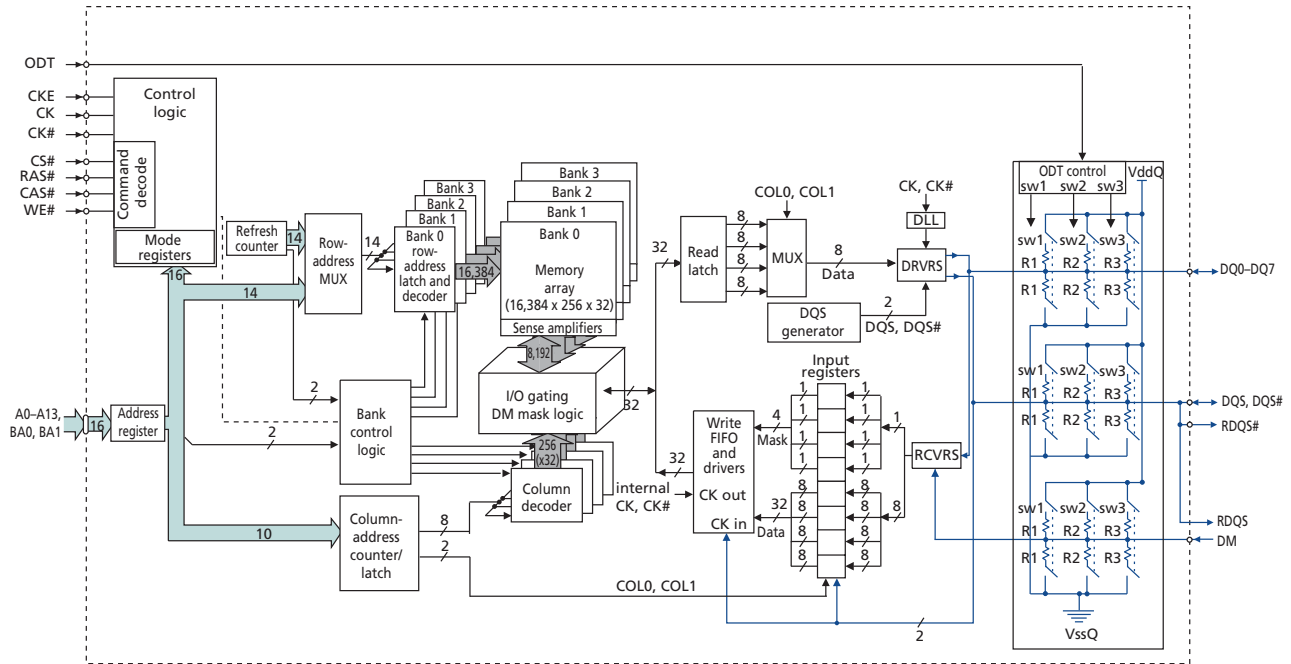 ODT
CKE
CK
CK#
CS#
RAS#
CAS#
WE#
Control
logic
Command
decode
Mode
registers
16
Refresh
counter
14
Row-
address
MUX
14
14
Bank 3
Bank 2
Bank 1
Bank 0
row-
address
latch and
decoder
16,384
Bank 3
Bank 2
Bank 1
Bank 0
Memory
array
(16,384 x 256 x 32)
Sense amplifiers
8,192
I/O gating
DM mask logic
32
256
(x32)
Column
decoder
A0–A13,
BA0, BA1
16
Address
register
2
2
Bank
control
logic
10
Column-
address
counter/
latch
8
2
COL0, COL1
internal
CK, CK#
32
Read
latch
8
8
8
8
COL0, COL1
MUX
8
Data
CK, CK#
DLL
DRVRS
DQS
generator
2
DQS, DQS#
Input
registers
1
1
1
1
8
8
8
8
1
1
1
1
8
8
8
8
1
8
RCVRS
4
Mask
32
Data
32
Write
FIFO
and
drivers
CK out
CK in
2
ODT control
sw1 sw2 sw3
VddQ
sw1 sw2 sw3
R1 R2 R3
R1 R2 R3
sw1 sw2 sw3
R1 R2 R3
R1 R2 R3
sw1 sw2 sw3
R1 R2 R3
R1 R2 R3
VssQ
DQ0–DQ7
DQS, DQS#
RDQS#
RDQS
DM